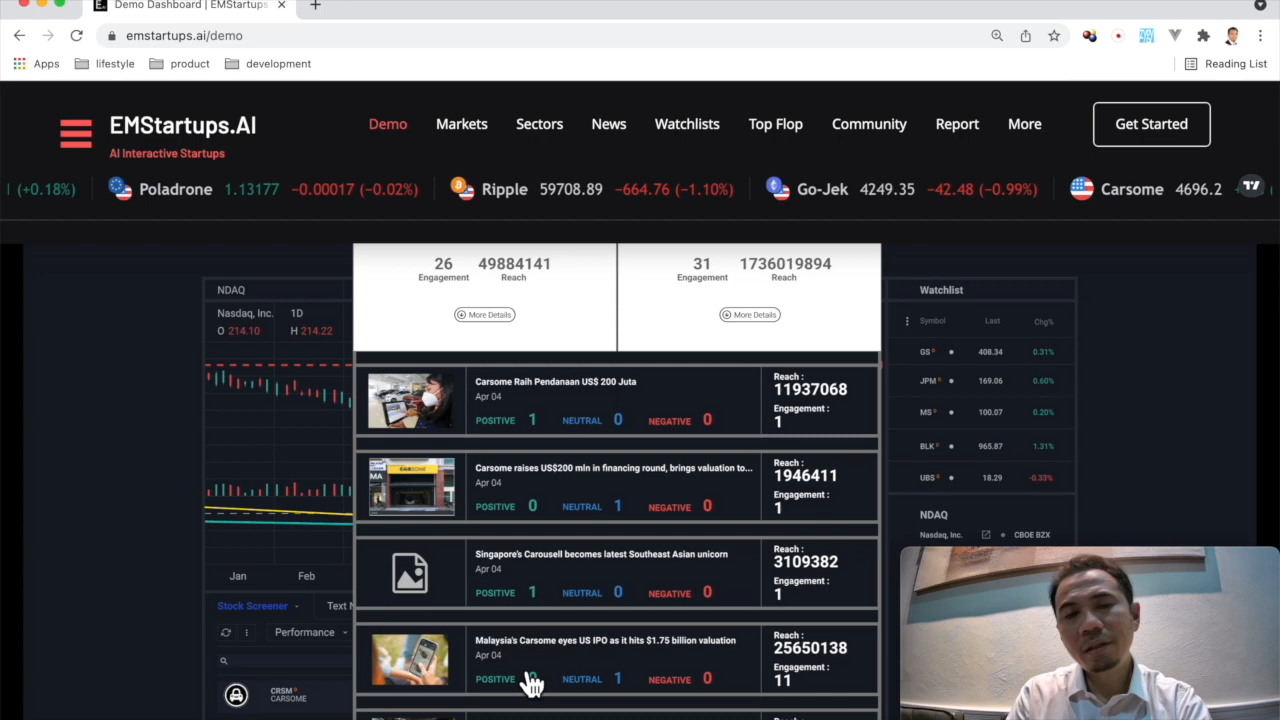 Demo Dashboard | EMStartups
emstartups.ai/demo
Apps lifestyle product development Reading List
EMStartups.AI
AI Interactive Startups
Demo Markets Sectors News Watchlists Top Flop Community Report More Get Started
(+0.18%) Poladrone 1.13177 −0.00017 (−0.02%) Ripple 59708.89 −664.76 (−1.10%) Go-Jek 4249.35 −42.48 (−0.99%) Carsome 4696.2
26 49884141 31 1736019894
Engagement Reach Engagement Reach
More Details More Details
NDAQ
Nasdaq, Inc. 1D
O 214.10 H 214.22
Jan Feb
Stock Screener Text N
Performance
CRSM
CARSOME
Carsome Raih Pendanaan US$ 200 Juta
Apr 04
POSITIVE 1 NEUTRAL 0 NEGATIVE 0
Reach :
11937068
Engagement :
1
Carsome raises US$200 mln in financing round, brings valuation to...
Apr 04
POSITIVE 0 NEUTRAL 1 NEGATIVE 0
Reach :
1946411
Engagement :
1
Singapore's Carousell becomes latest Southeast Asian unicorn
Apr 04
POSITIVE 1 NEUTRAL 0 NEGATIVE 0
Reach :
3109382
Engagement :
1
Malaysia's Carsome eyes US IPO as it hits $1.75 billion valuation
Apr 04
POSITIVE NEUTRAL 1 NEGATIVE 0
Reach :
25650138
Engagement :
11
Watchlist
Symbol Last Chg%
GS 408.34 0.31%
JPM 169.06 0.60%
MS 100.07 0.20%
BLK 965.87 1.31%
UBS 18.29 -0.33%
NDAQ
Nasdaq, Inc. CBOE BZX